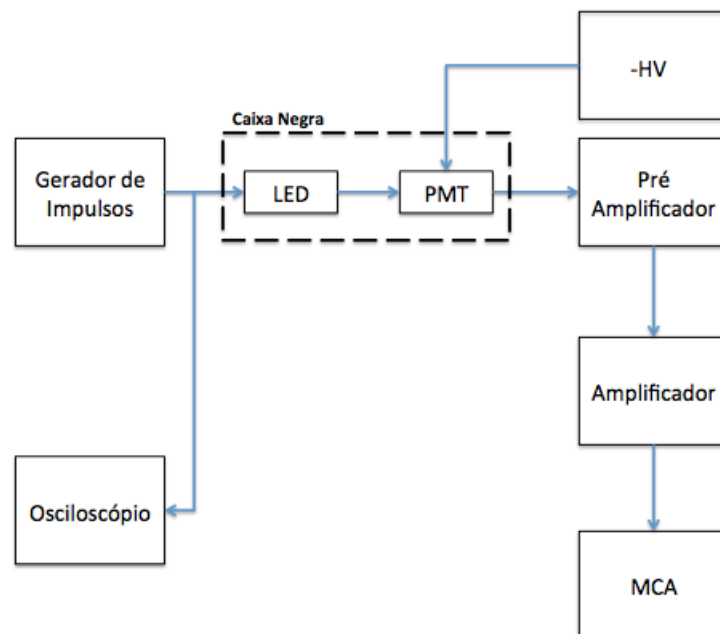 -HV
Caixa Negra
Gerador de
Impulsos
LED
PMT
Pré
Amplificador
Amplificador
Osciloscópio
MCA